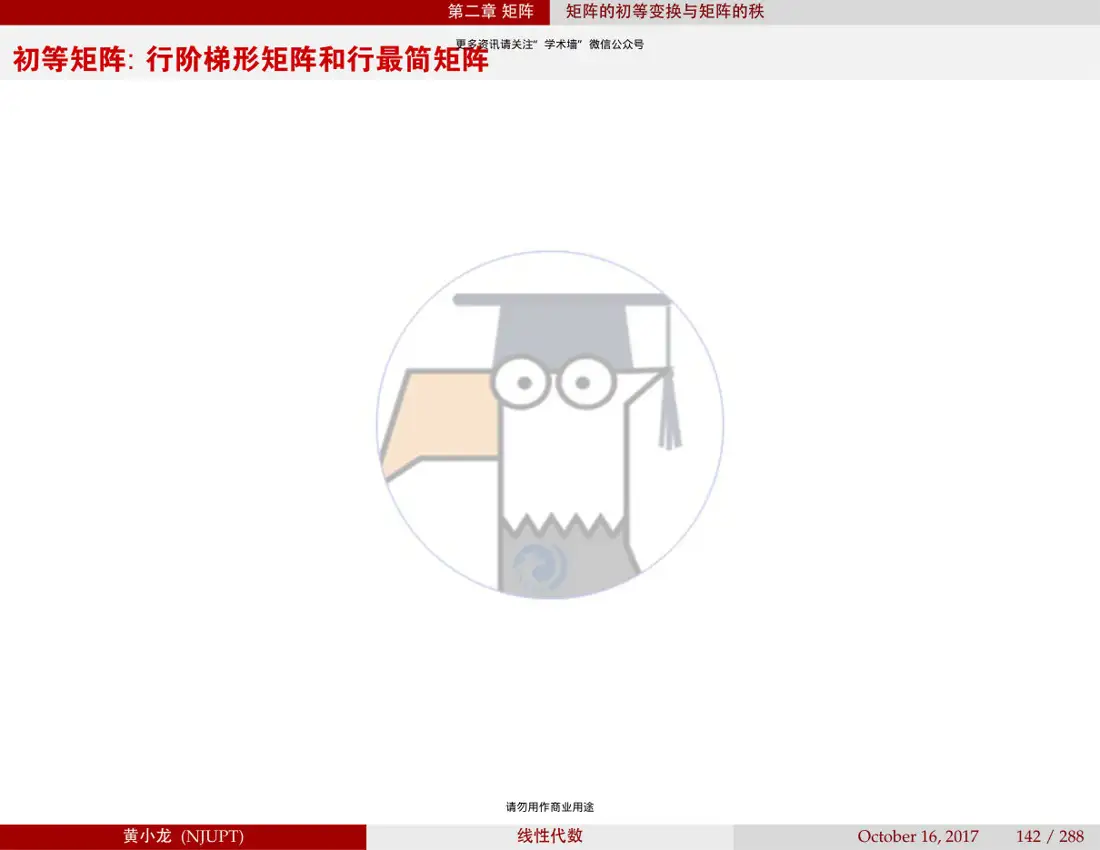 第二章 矩阵 矩阵的初等变换与矩阵的秩
更多资讯请关注“学术墙”微信公众号
初等矩阵: 行阶梯形矩阵和行最简矩阵
请勿用作商业用途
黄小龙 (NJUPT) 线性代数 October 16, 2017 142 / 288